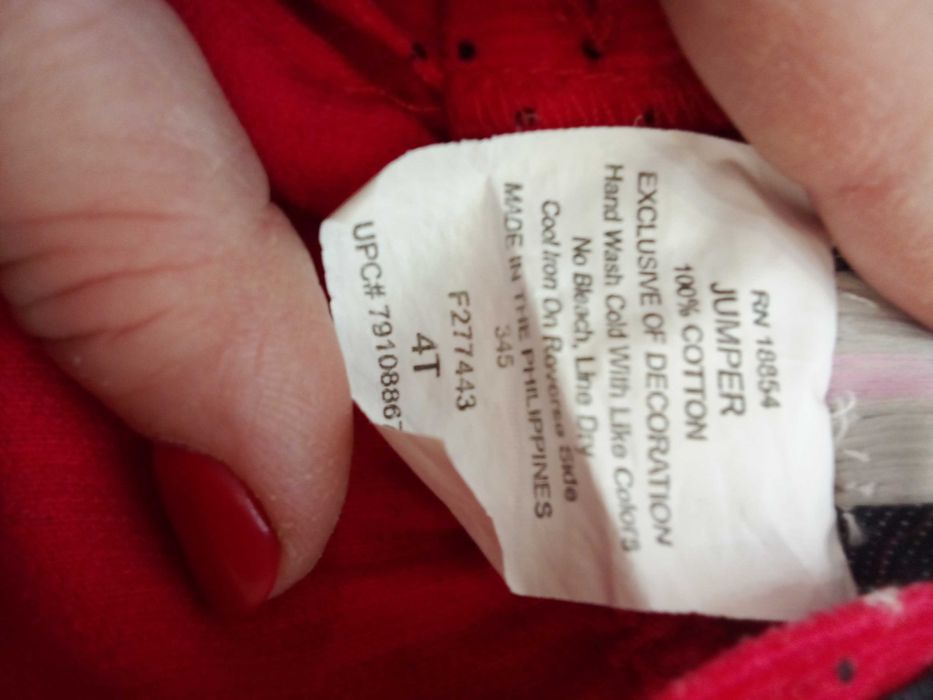 RN 18854
JUMPER
100% COTTON
EXCLUSIVE OF DECORATION
Hand Wash Cold With Like Colors
No Bleach, Line Dry
Cool Iron On Reverse Side
MADE IN THE PHILIPPINES
345
F277443
4T
UPC# 79108867